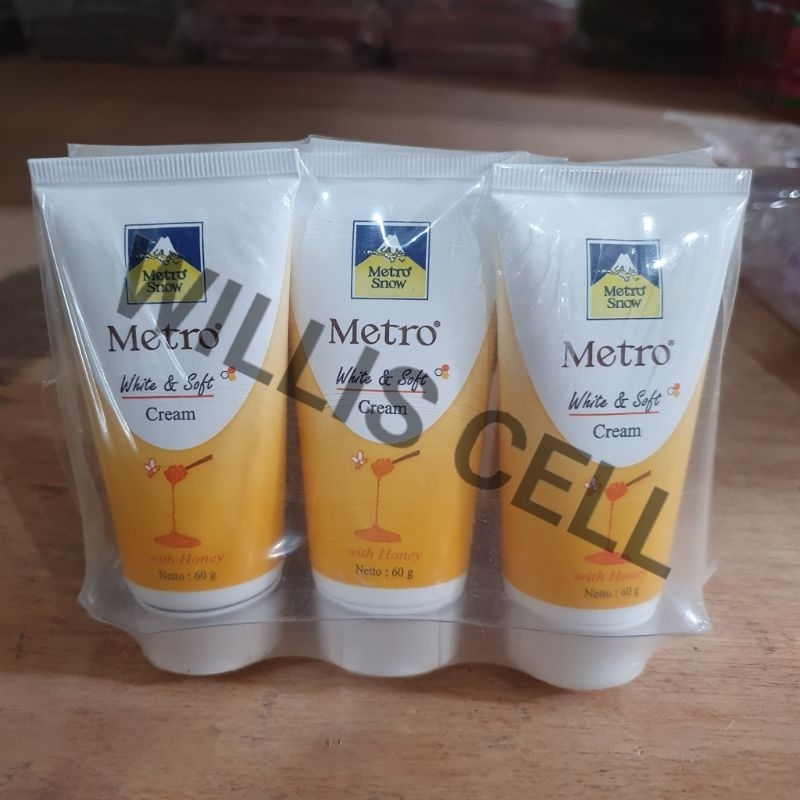 Metro®
Snow
Metro®
White & Soft
Cream
with Honey
Netto : 60 g
Metro®
Snow
Metro®
White & Soft
Cream
with Honey
Netto : 60 g
Metro®
Snow
Metro®
White & Soft
Cream
with Honey
Netto : 60 g
WILLIS CELL